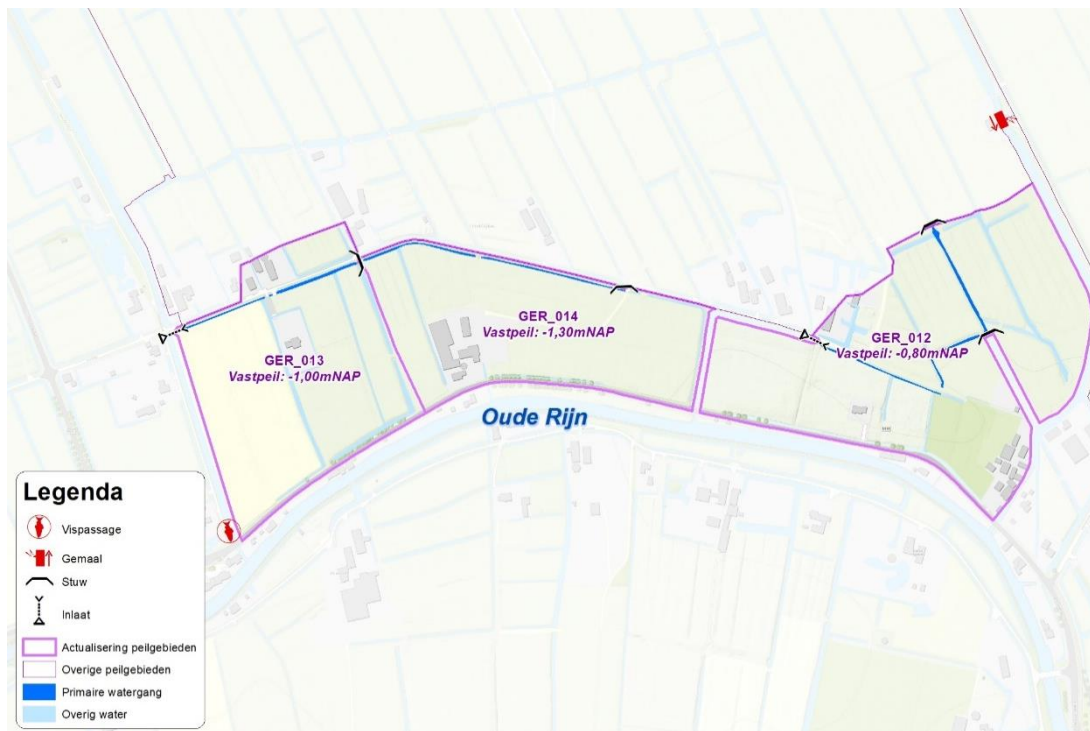 GER_014
Vastpeil: -1,30mNAP
GER_012
Vastpeil: -0,80mNAP
GER_013
Vastpeil: -1,00mNAP
Oude Rijn
Legenda
Vispassage
Gemaal
Stuw
Inlaat
Actualisering peilgebieden
Overige peilgebieden
Primaire watergang
Overig water